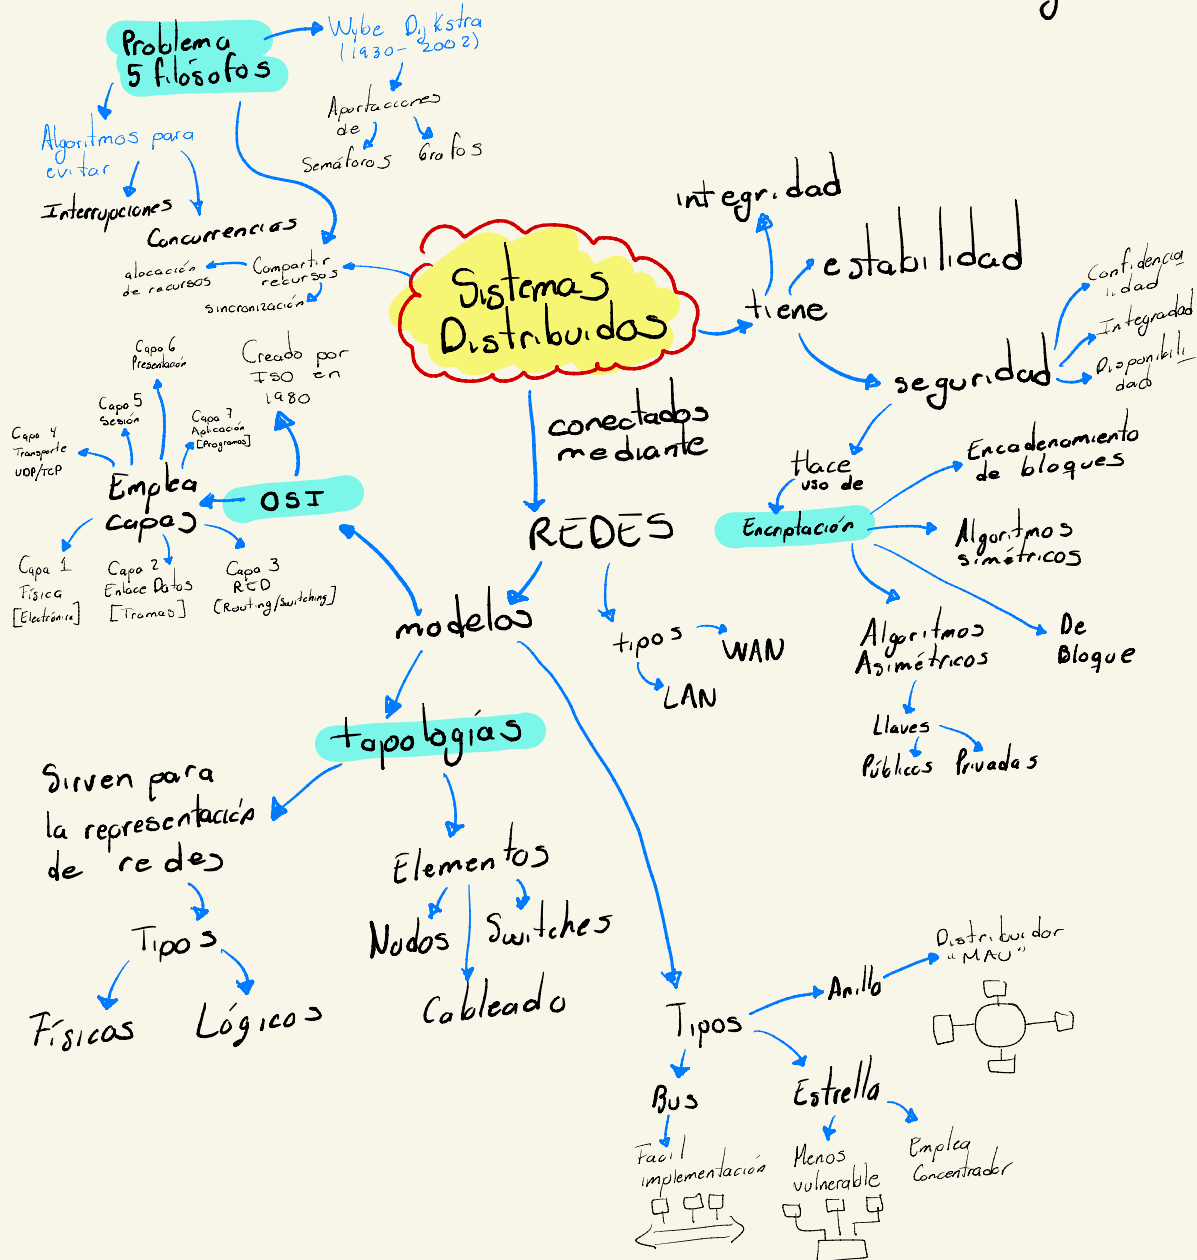 Problema
5 filósofos
Wybe Dijkstra
(1930- 2002)
Aportaciones
de
Semáforos
Grafos
Algoritmos para
evitar
Interrupciones
Concurrencias
Compartir
recursos
alocación
de recursos
sincronización
Sistemas
Distribuidos
tiene
integridad
estabilidad
seguridad
Confidencia
lidad
Integradad
Disponibili
dad
Hace
uso de
Encriptación
Encadenamiento
de bloques
Algoritmos
simétricos
De
Bloque
Algoritmos
Asimétricos
Llaves
Públicas
Privadas
conectados
mediante
REDES
tipos
WAN
LAN
modelos
OSI
Creado por
ISO en
1980
Emplea
capas
Capa 6
Presentación
Capa 5
Sesión
Capa 7
Aplicación
[Programas]
Capa 4
Transporte
UDP/TCP
Capa 1
Física
[Electrónica]
Capa 2
Enlace Datos
[Tramas]
Capa 3
RED
[Routing/switching]
topologías
Sirven para
la representación
de redes
Tipos
Físicas
Lógicos
Elementos
Nodos
Switches
Cableado
Tipos
Anillo
Distribuidor
"MAU"
Bus
Facil
implementación
Estrella
Menos
vulnerable
Emplea
Concentrador